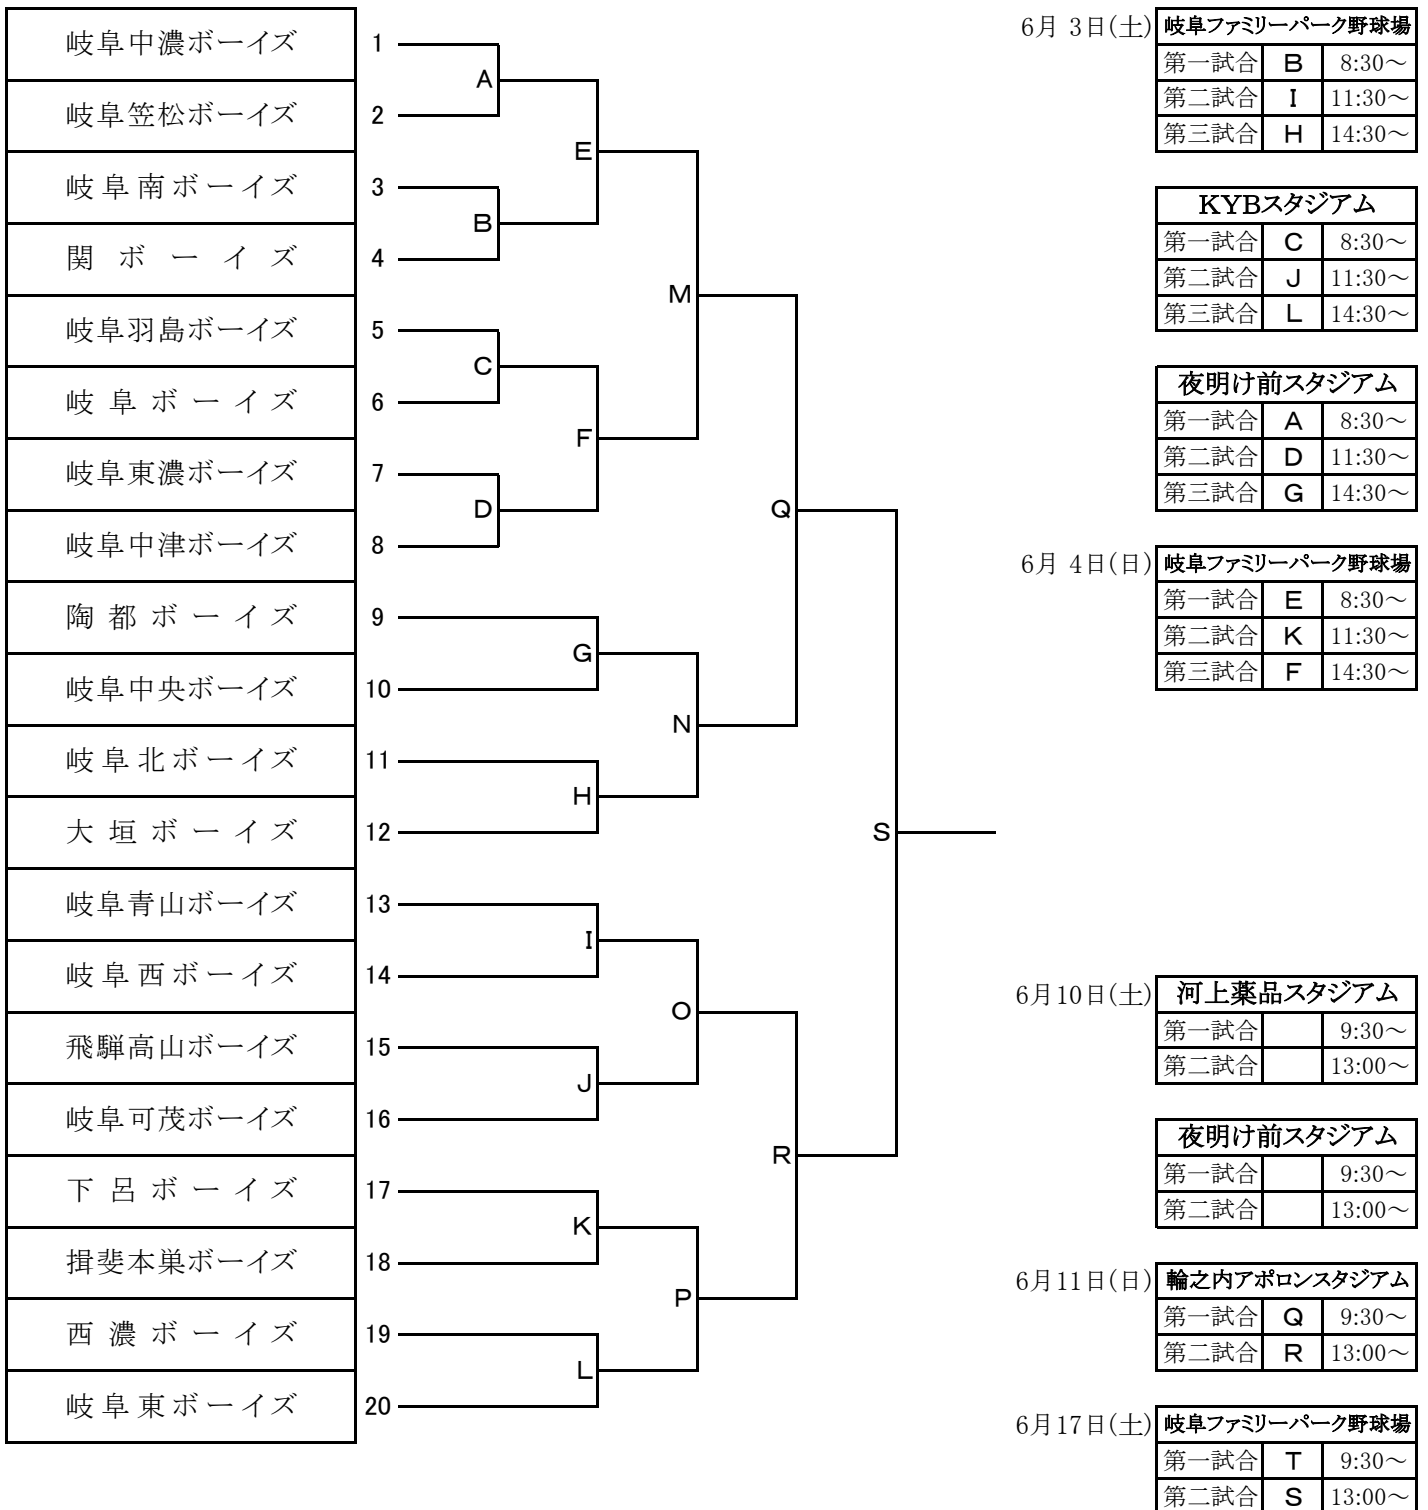 岐阜中濃ボーイズ 1
A
岐阜笠松ボーイズ 2
E
岐阜南ボーイズ 3
B
関ボーイズ 4
M
岐阜羽島ボーイズ 5
C
岐阜ボーイズ 6
F
岐阜東濃ボーイズ 7
D
Q
岐阜中津ボーイズ 8
陶都ボーイズ 9
G
岐阜中央ボーイズ 10
N
岐阜北ボーイズ 11
H
大垣ボーイズ 12
S
岐阜青山ボーイズ 13
I
岐阜西ボーイズ 14
O
飛騨高山ボーイズ 15
J
岐阜可茂ボーイズ 16
R
下呂ボーイズ 17
K
揖斐本巣ボーイズ 18
P
西濃ボーイズ 19
L
岐阜東ボーイズ 20
6月 3日(土) 岐阜ファミリーパーク野球場
第一試合 B 8:30～
第二試合 I 11:30～
第三試合 H 14:30～
KYBスタジアム
第一試合 C 8:30～
第二試合 J 11:30～
第三試合 L 14:30～
夜明け前スタジアム
第一試合 A 8:30～
第二試合 D 11:30～
第三試合 G 14:30～
6月 4日(日) 岐阜ファミリーパーク野球場
第一試合 E 8:30～
第二試合 K 11:30～
第三試合 F 14:30～
6月10日(土) 河上薬品スタジアム
第一試合 9:30～
第二試合 13:00～
夜明け前スタジアム
第一試合 9:30～
第二試合 13:00～
6月11日(日) 輪之内アポロンスタジアム
第一試合 Q 9:30～
第二試合 R 13:00～
6月17日(土) 岐阜ファミリーパーク野球場
第一試合 T 9:30～
第二試合 S 13:00～